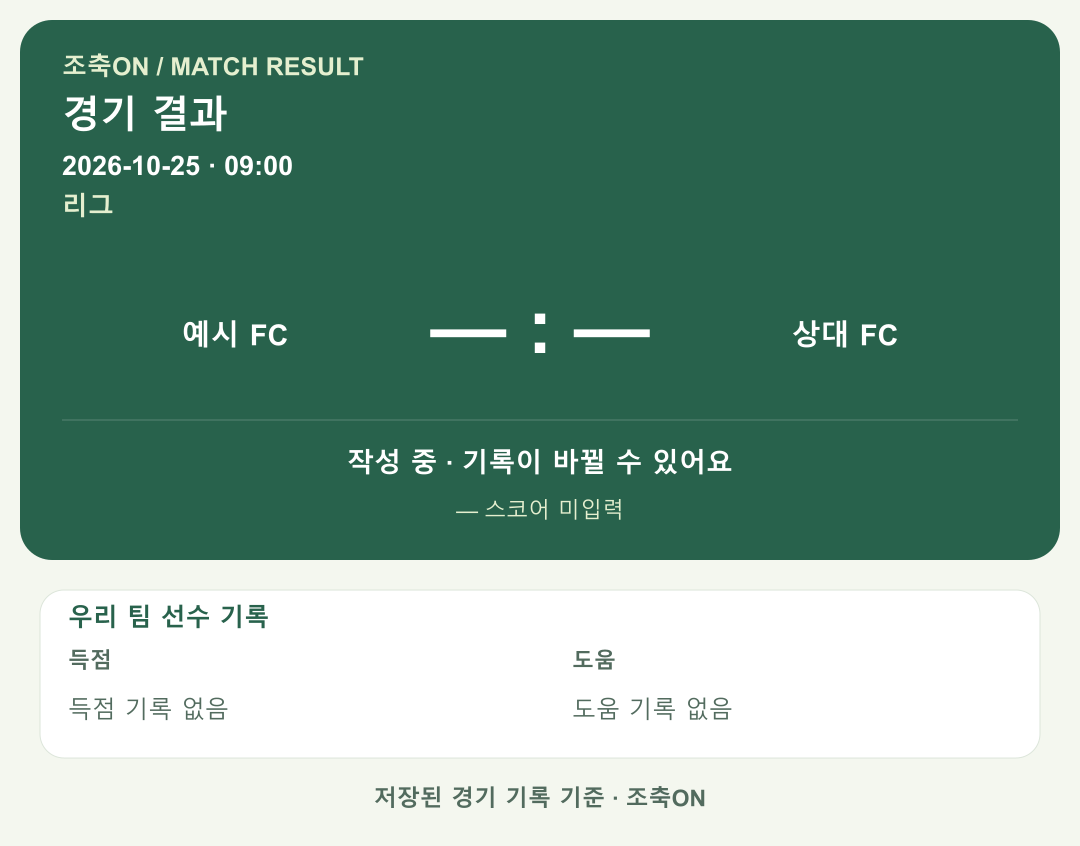 조축ON / MATCH RESULT
경기 결과
2026-10-25 · 09:00
리그
예시 FC — : — 상대 FC
작성 중 · 기록이 바뀔 수 있어요
— 스코어 미입력
우리 팀 선수 기록
득점 도움
득점 기록 없음 도움 기록 없음
저장된 경기 기록 기준 · 조축ON